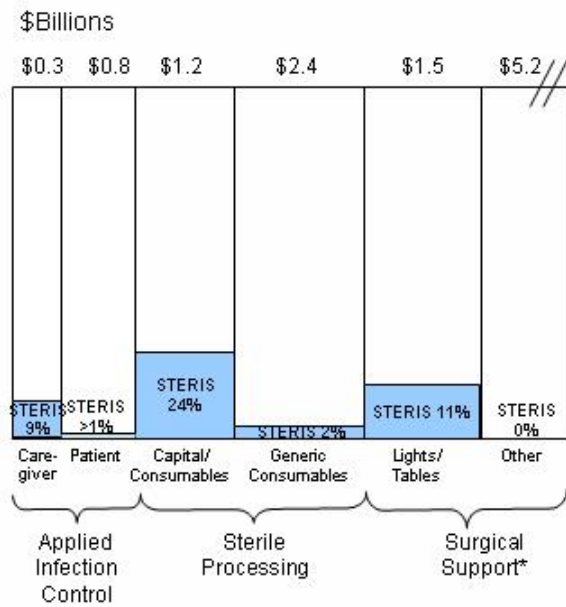 $Billions
$0.3 $0.8 $1.2 $2.4 $1.5 $5.2
STERIS
9%
STERIS
>1%
STERIS
24%
STERIS 2%
STERIS 11%
STERIS
0%
Care-
giver
Patient
Capital/
Consumables
Generic
Consumables
Lights/
Tables
Other
Applied
Infection
Control
Sterile
Processing
Surgical
Support*